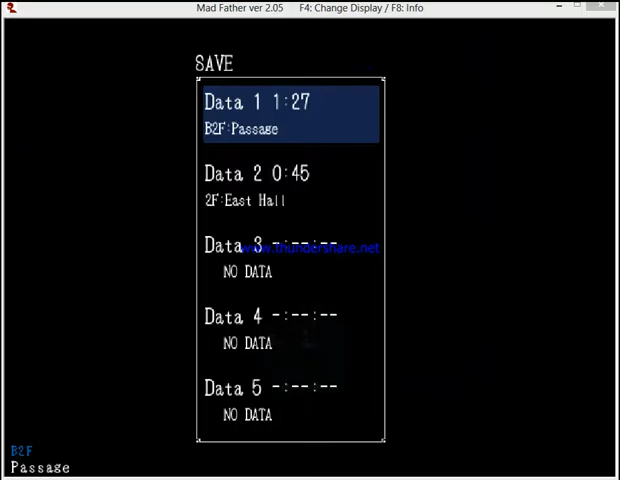 Mad Father ver 2.05 F4: Change Display / F8: Info
SAVE
Data 1 1:27
B2F:Passage
Data 2 0:45
2F:East Hall
Data 3 -:--:--
www.thundershare.net
NO DATA
Data 4 -:--:--
NO DATA
Data 5 -:--:--
NO DATA
B2F
Passage